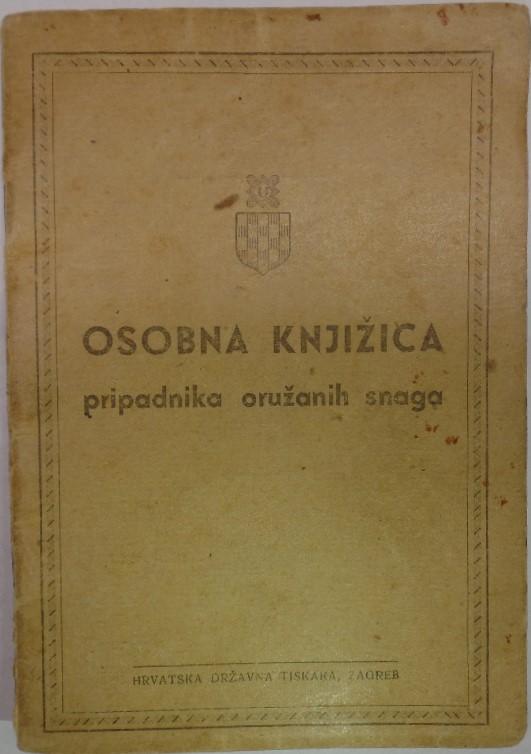 U
OSOBNA KNJIŽICA
pripadnika oružanih snaga
HRVATSKA DRŽAVNA TISKARA, ZAGREB